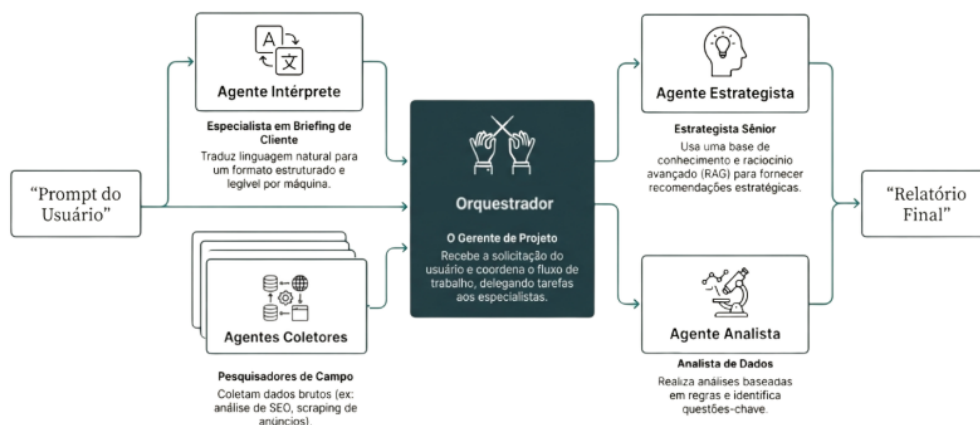 “Prompt do
Usuário”
A
文
Agente Intérprete
Especialista em Briefing de
Cliente
Traduz linguagem natural para
um formato estruturado e
legível por máquina.
Agentes Coletores
Pesquisadores de Campo
Coletam dados brutos (ex:
análise de SEO, scraping de
anúncios).
Orquestrador
O Gerente de Projeto
Recebe a solicitação do
usuário e coordena o fluxo de
trabalho, delegando tarefas
aos especialistas.
Agente Estrategista
Estrategista Sênior
Usa uma base de
conhecimento e raciocínio
avançado (RAG) para fornecer
recomendações estratégicas.
Agente Analista
Analista de Dados
Realiza análises baseadas
em regras e identifica
questões-chave.
“Relatório
Final”